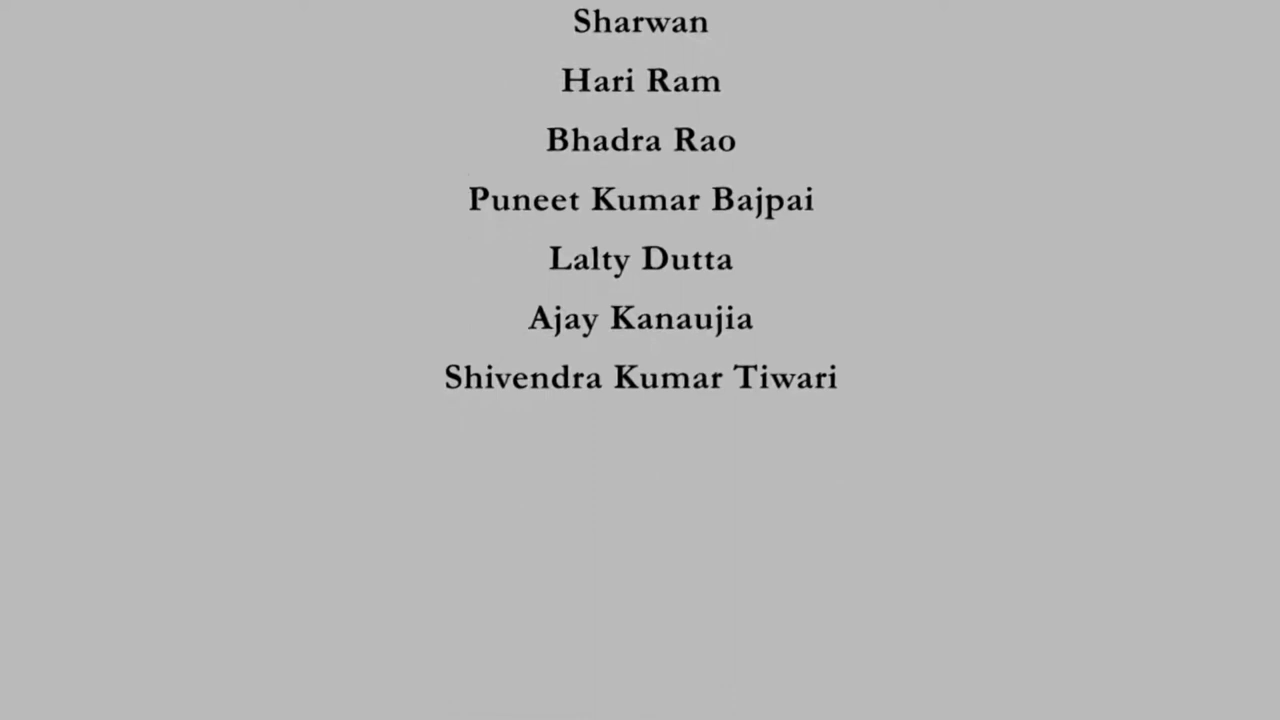 Sharwan
Hari Ram
Bhadra Rao
Puneet Kumar Bajpai
Lalty Dutta
Ajay Kanaujia
Shivendra Kumar Tiwari